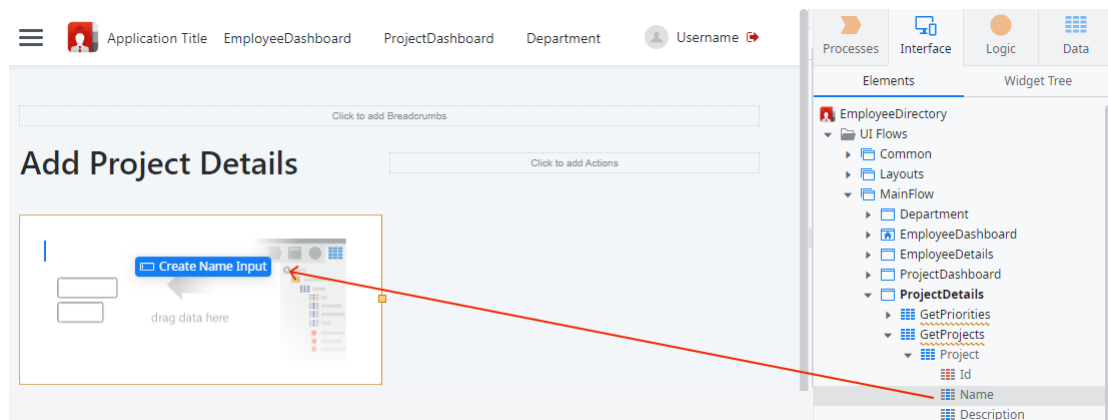 Application Title EmployeeDashboard ProjectDashboard Department Username
Click to add Breadcrumbs
Add Project Details
Click to add Actions
Create Name Input
drag data here
Processes Interface Logic Data
Elements Widget Tree
EmployeeDirectory
UI Flows
Common
Layouts
MainFlow
Department
EmployeeDashboard
EmployeeDetails
ProjectDashboard
ProjectDetails
GetPriorities
GetProjects
Project
Id
Name
Description